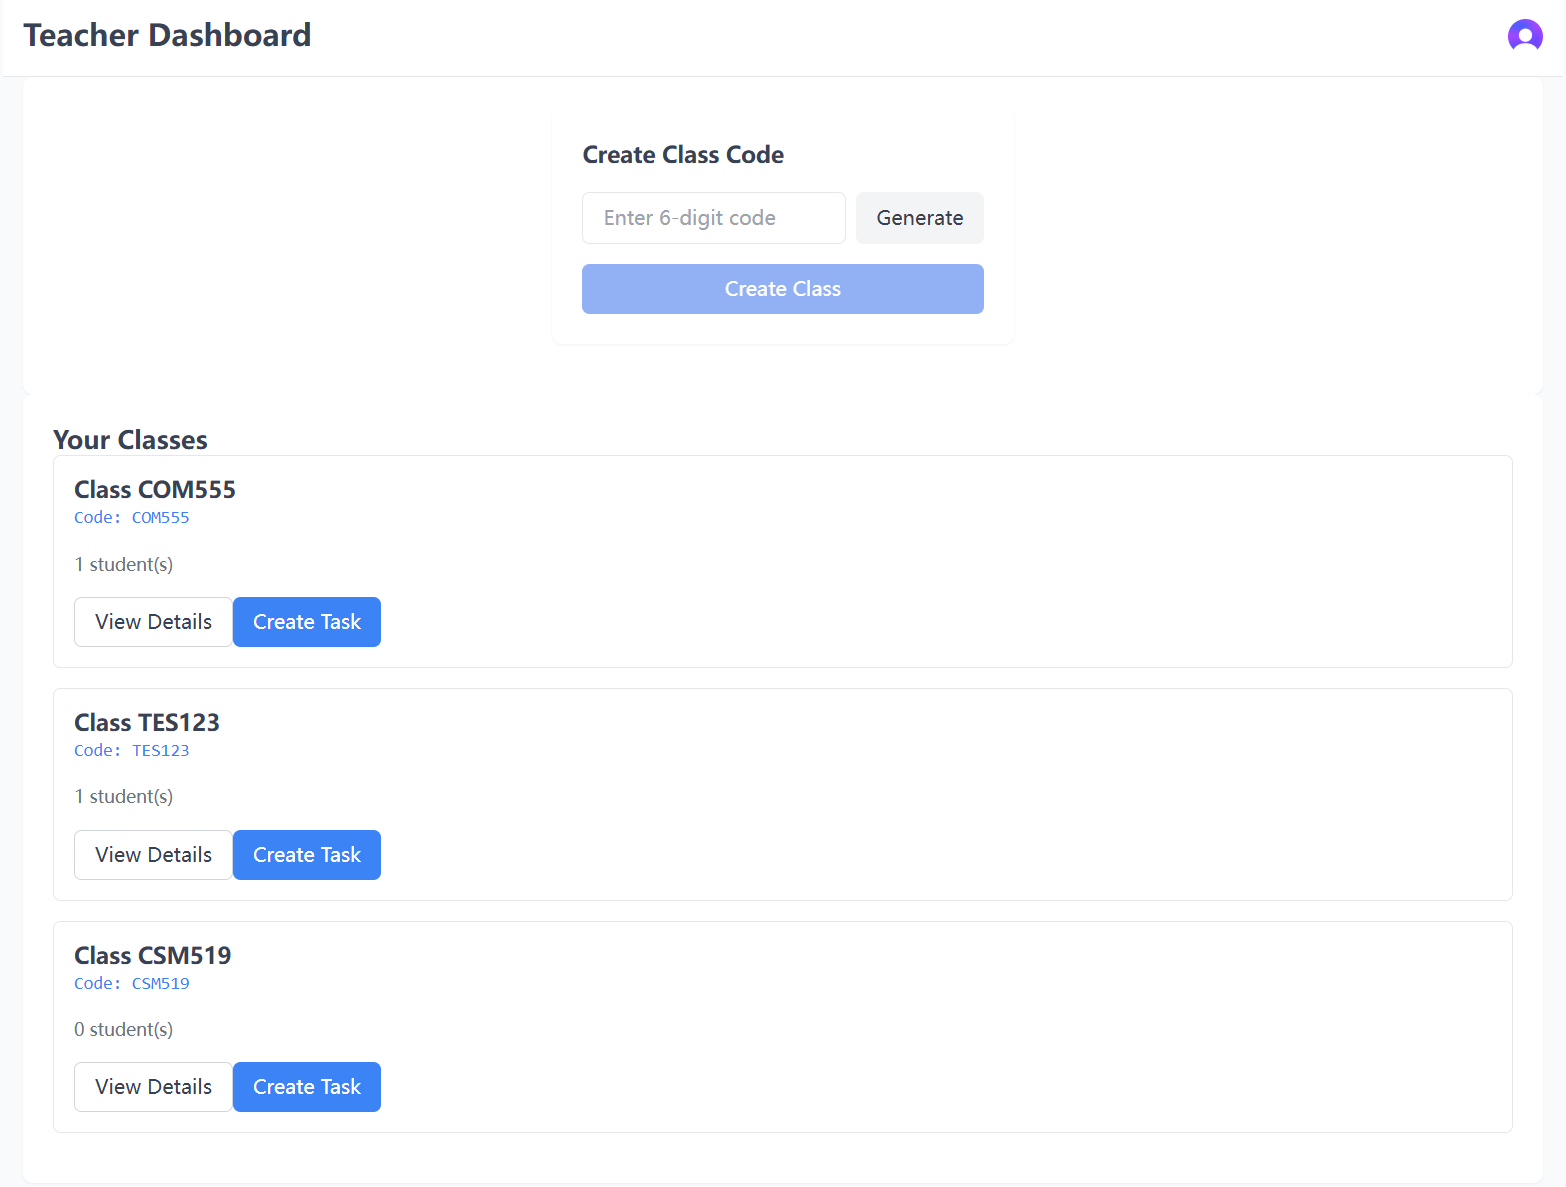 Teacher Dashboard
Create Class Code
Enter 6-digit code
Generate
Create Class
Your Classes
Class COM555
Code: COM555
1 student(s)
View Details
Create Task
Class TES123
Code: TES123
1 student(s)
View Details
Create Task
Class CSM519
Code: CSM519
0 student(s)
View Details
Create Task